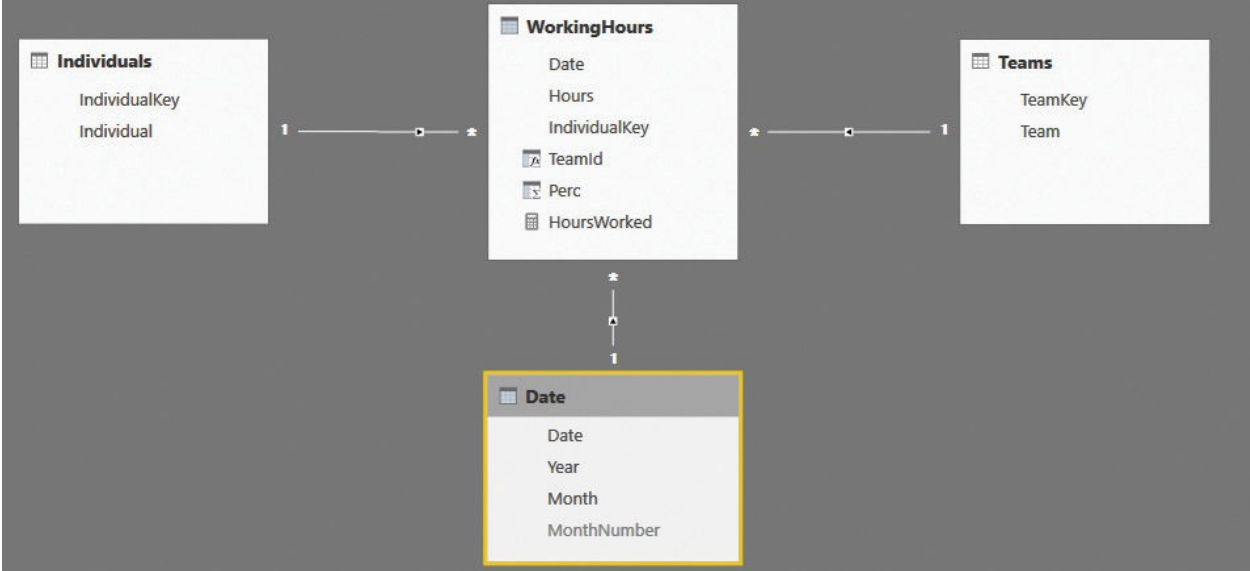 Individuals
IndividualKey
Individual
WorkingHours
Date
Hours
IndividualKey
TeamId
Perc
HoursWorked
Teams
TeamKey
Team
1
*
*
1
*
1
Date
Date
Year
Month
MonthNumber